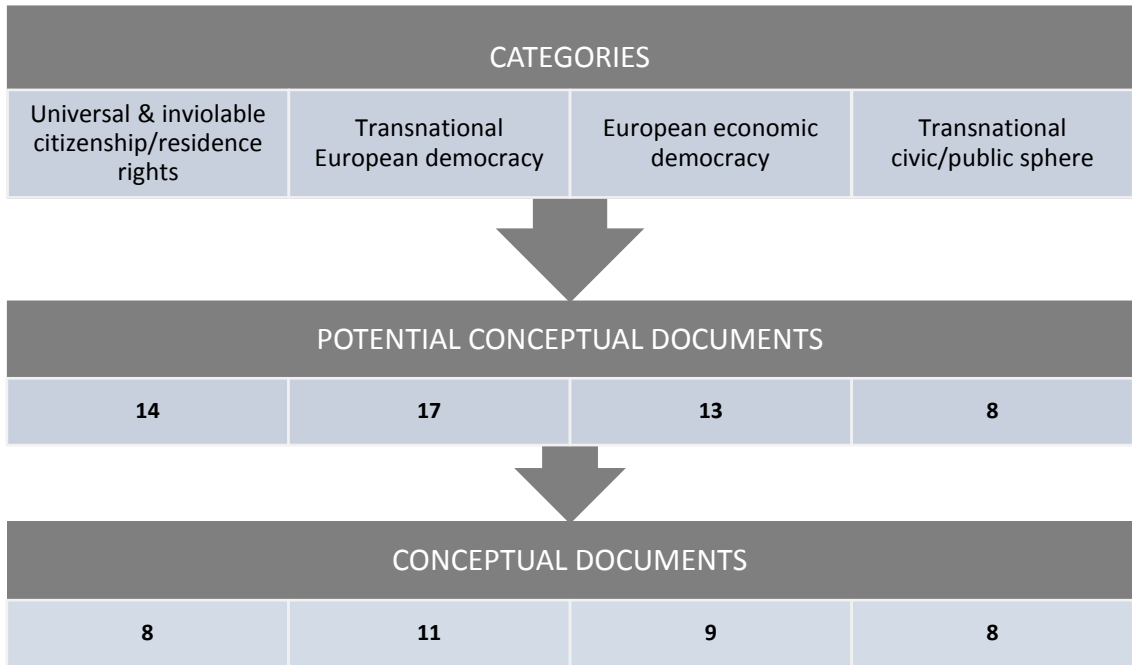 CATEGORIES
Universal & inviolable
citizenship/residence
rights
Transnational
European democracy
European economic
democracy
Transnational
civic/public sphere
POTENTIAL CONCEPTUAL DOCUMENTS
14
17
13
8
CONCEPTUAL DOCUMENTS
8
11
9
8